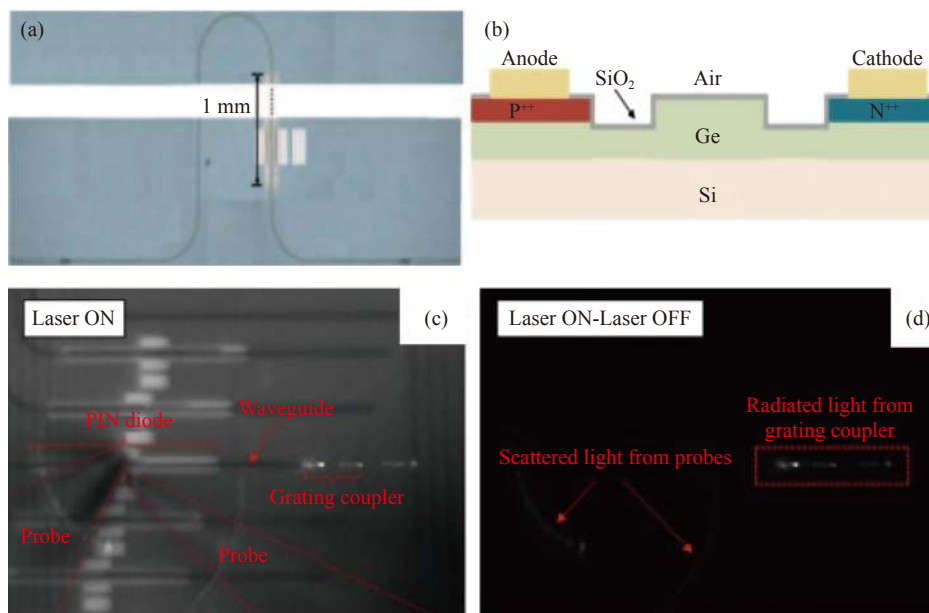 (a)
1 mm
(b)
Anode
Cathode
SiO₂
Air
P⁺⁺
N⁺⁺
Ge
Si
Laser ON
(c)
PIN diode
Waveguide
Grating coupler
Probe
Probe
Laser ON-Laser OFF
(d)
Radiated light from
grating coupler
Scattered light from probes